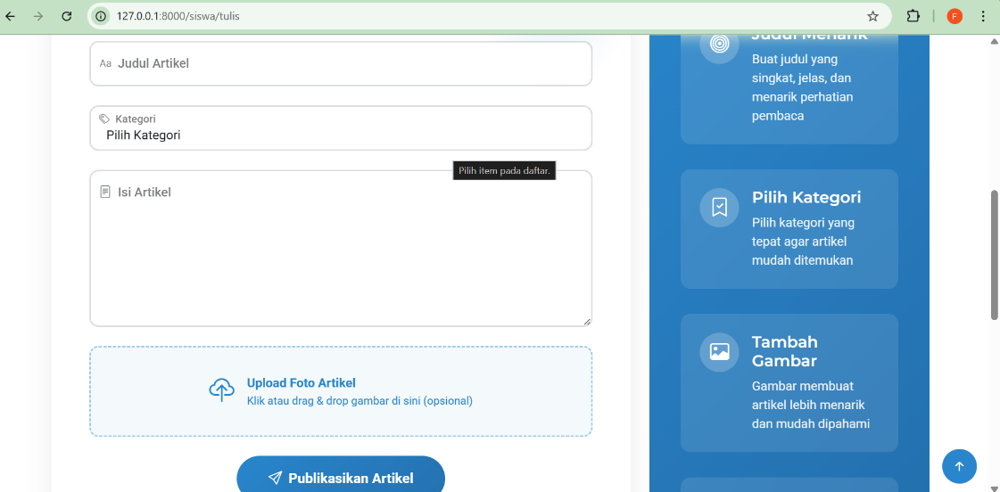 127.0.0.1:8000/siswa/tulis
F
Aa Judul Artikel
Kategori
Pilih Kategori
Pilih item pada daftar.
Isi Artikel
Upload Foto Artikel
Klik atau drag & drop gambar di sini (opsional)
Publikasikan Artikel
Judul Menarik
Buat judul yang
singkat, jelas, dan
menarik perhatian
pembaca
Pilih Kategori
Pilih kategori yang
tepat agar artikel
mudah ditemukan
Tambah
Gambar
Gambar membuat
artikel lebih menarik
dan mudah dipahami